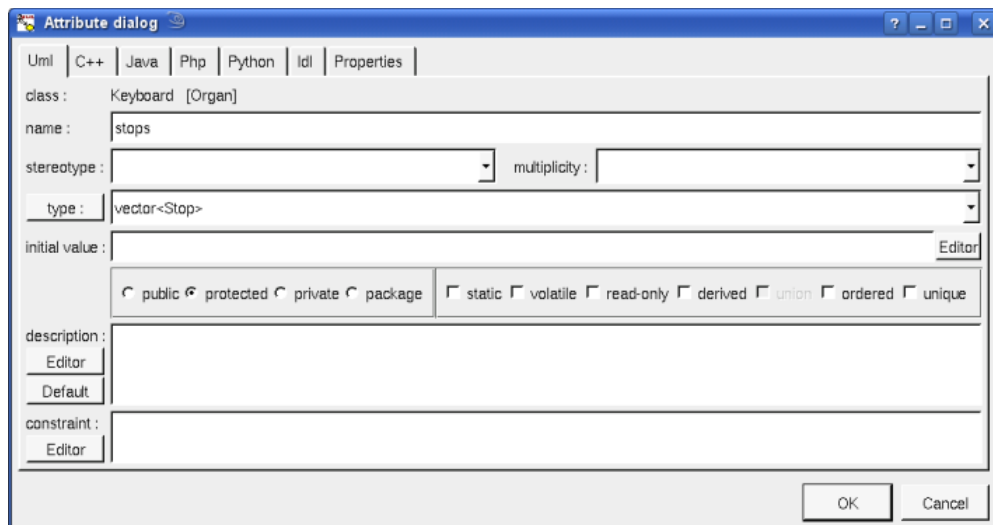 Attribute dialog
Uml C++ Java Php Python Idl Properties
class : Keyboard [Organ]
name : stops
stereotype : multiplicity :
type : vector<Stop>
initial value : Editor
public protected private package static volatile read-only derived union ordered unique
description :
Editor
Default
constraint :
Editor
OK Cancel